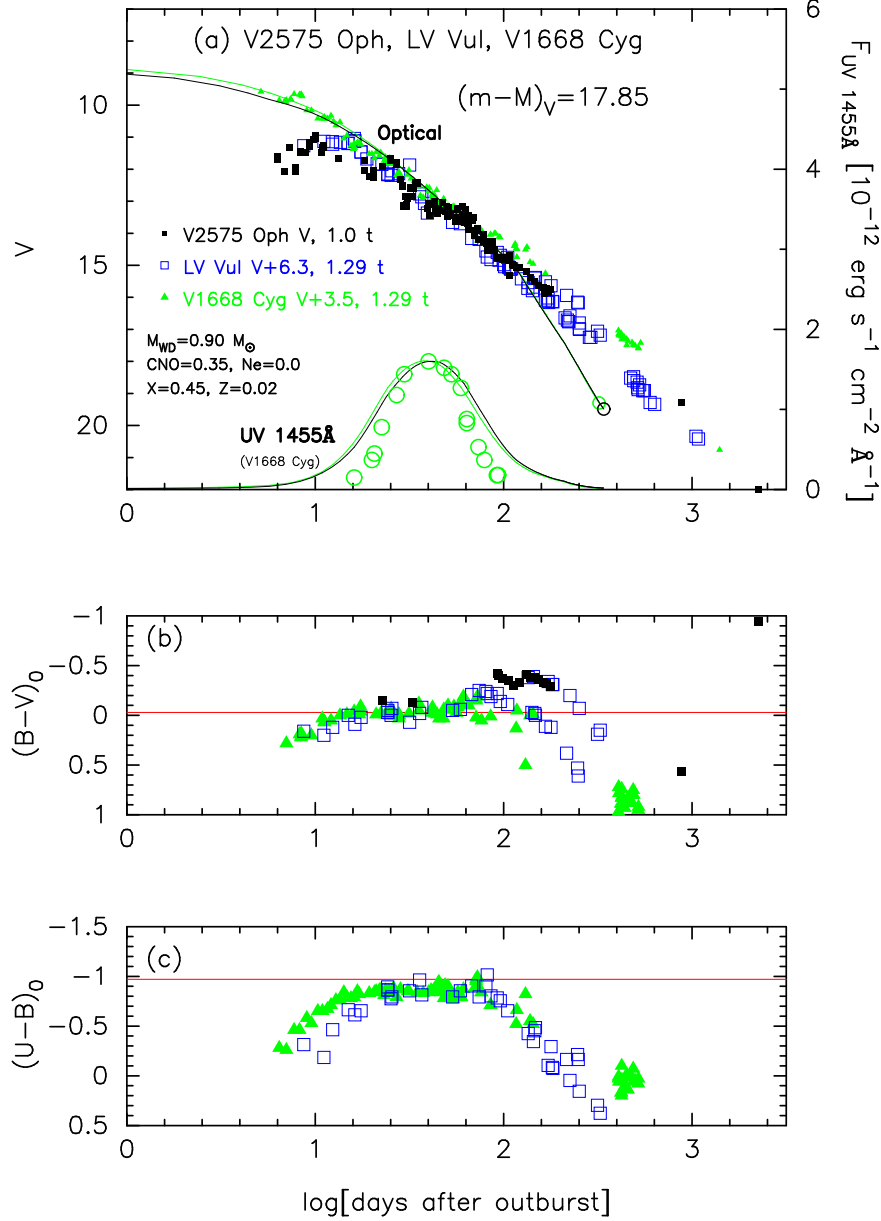 (a) V2575 Oph, LV Vul, V1668 Cyg
(m−M)V=17.85
Optical
V2575 Oph V, 1.0 t
LV Vul V+6.3, 1.29 t
V1668 Cyg V+3.5, 1.29 t
MWD=0.90 M⊙
CNO=0.35, Ne=0.0
X=0.45, Z=0.02
UV 1455Å
(V1668 Cyg)
V
10
15
20
FUV 1455Å [10−12 erg s−1 cm−2 Å−1]
6
4
2
0
0 1 2 3
(b)
(B−V)0
−1
−0.5
0
0.5
1
0 1 2 3
(c)
(U−B)0
−1.5
−1
−0.5
0
0.5
0 1 2 3
log[days after outburst]